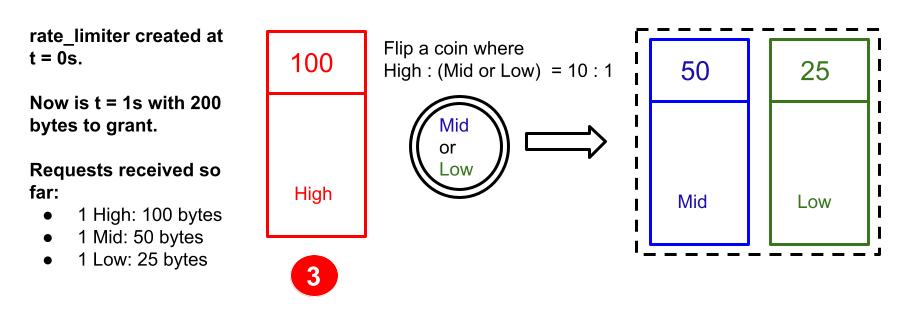 rate_limiter created at
t = 0s.
Now is t = 1s with 200
bytes to grant.
Requests received so
far:
● 1 High: 100 bytes
● 1 Mid: 50 bytes
● 1 Low: 25 bytes
100
High
3
Flip a coin where
High : (Mid or Low) = 10 : 1
Mid
or
Low
50
Mid
25
Low